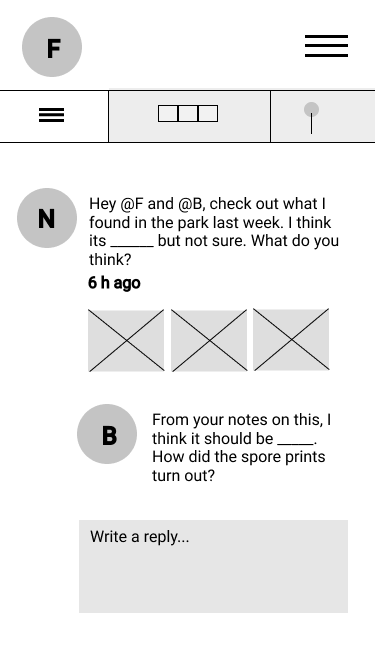 F
N
Hey @F and @B, check out what I
found in the park last week. I think
its _____ but not sure. What do you
think?
6 h ago
B
From your notes on this, I
think it should be ____.
How did the spore prints
turn out?
Write a reply...